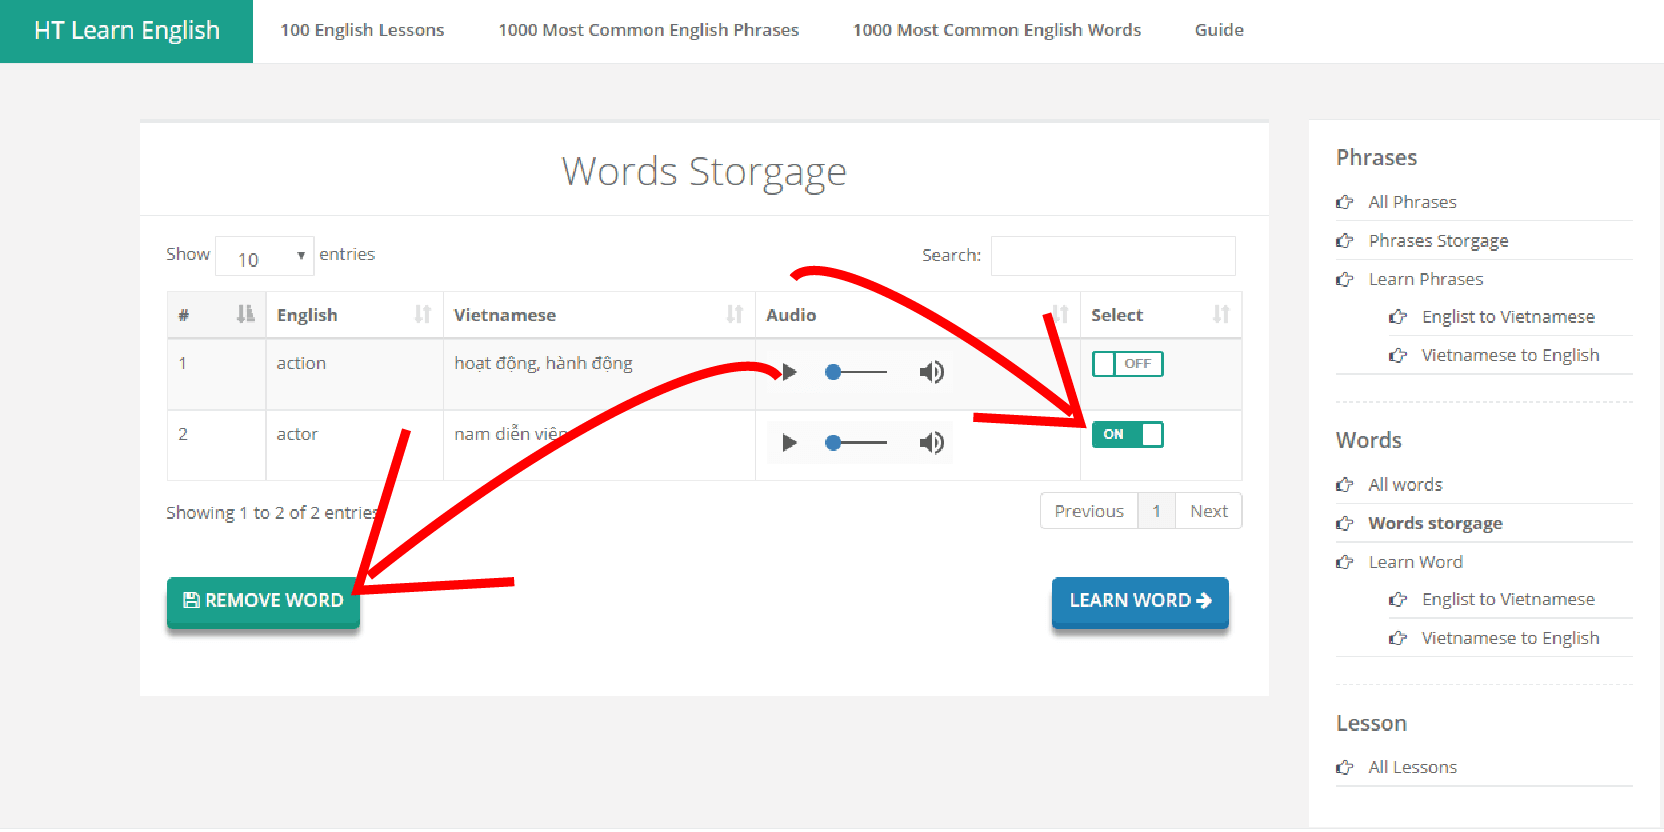 HT Learn English 100 English Lessons 1000 Most Common English Phrases 1000 Most Common English Words Guide
Words Storgage
Show 10 entries Search:
# English Vietnamese Audio Select
1 action hoạt động, hành động OFF
2 actor nam diễn viên ON
Showing 1 to 2 of 2 entries Previous 1 Next
REMOVE WORD LEARN WORD
Phrases
All Phrases
Phrases Storgage
Learn Phrases
Englist to Vietnamese
Vietnamese to English
Words
All words
Words storgage
Learn Word
Englist to Vietnamese
Vietnamese to English
Lesson
All Lessons